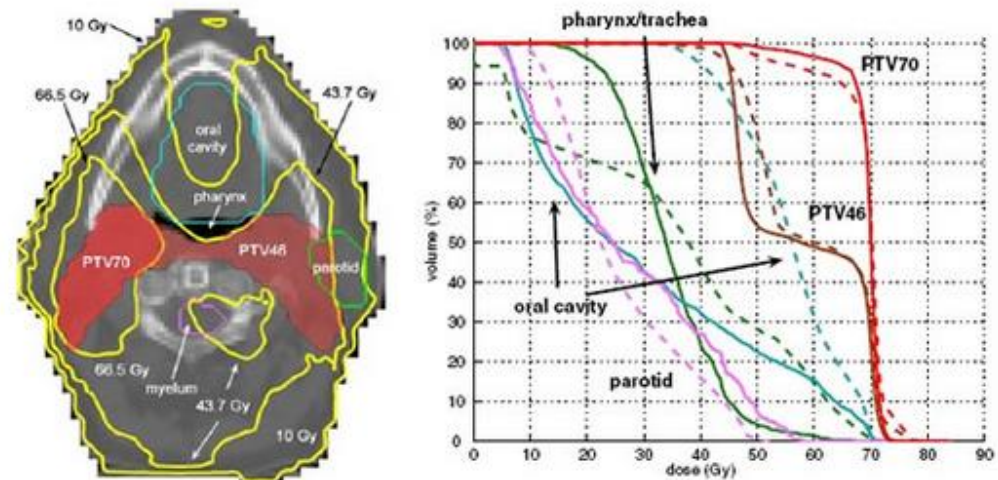 10 Gy
66.5 Gy
43.7 Gy
oral
cavity
pharynx
PTV70
PTV46
parotid
66.5 Gy
myelum
43.7 Gy
10 Gy
pharynx/trachea
100
90
80
70
60
50
40
30
20
10
0
volume (%)
PTV70
PTV46
oral cavity
parotid
0 10 20 30 40 50 60 70 80 90
dose (Gy)